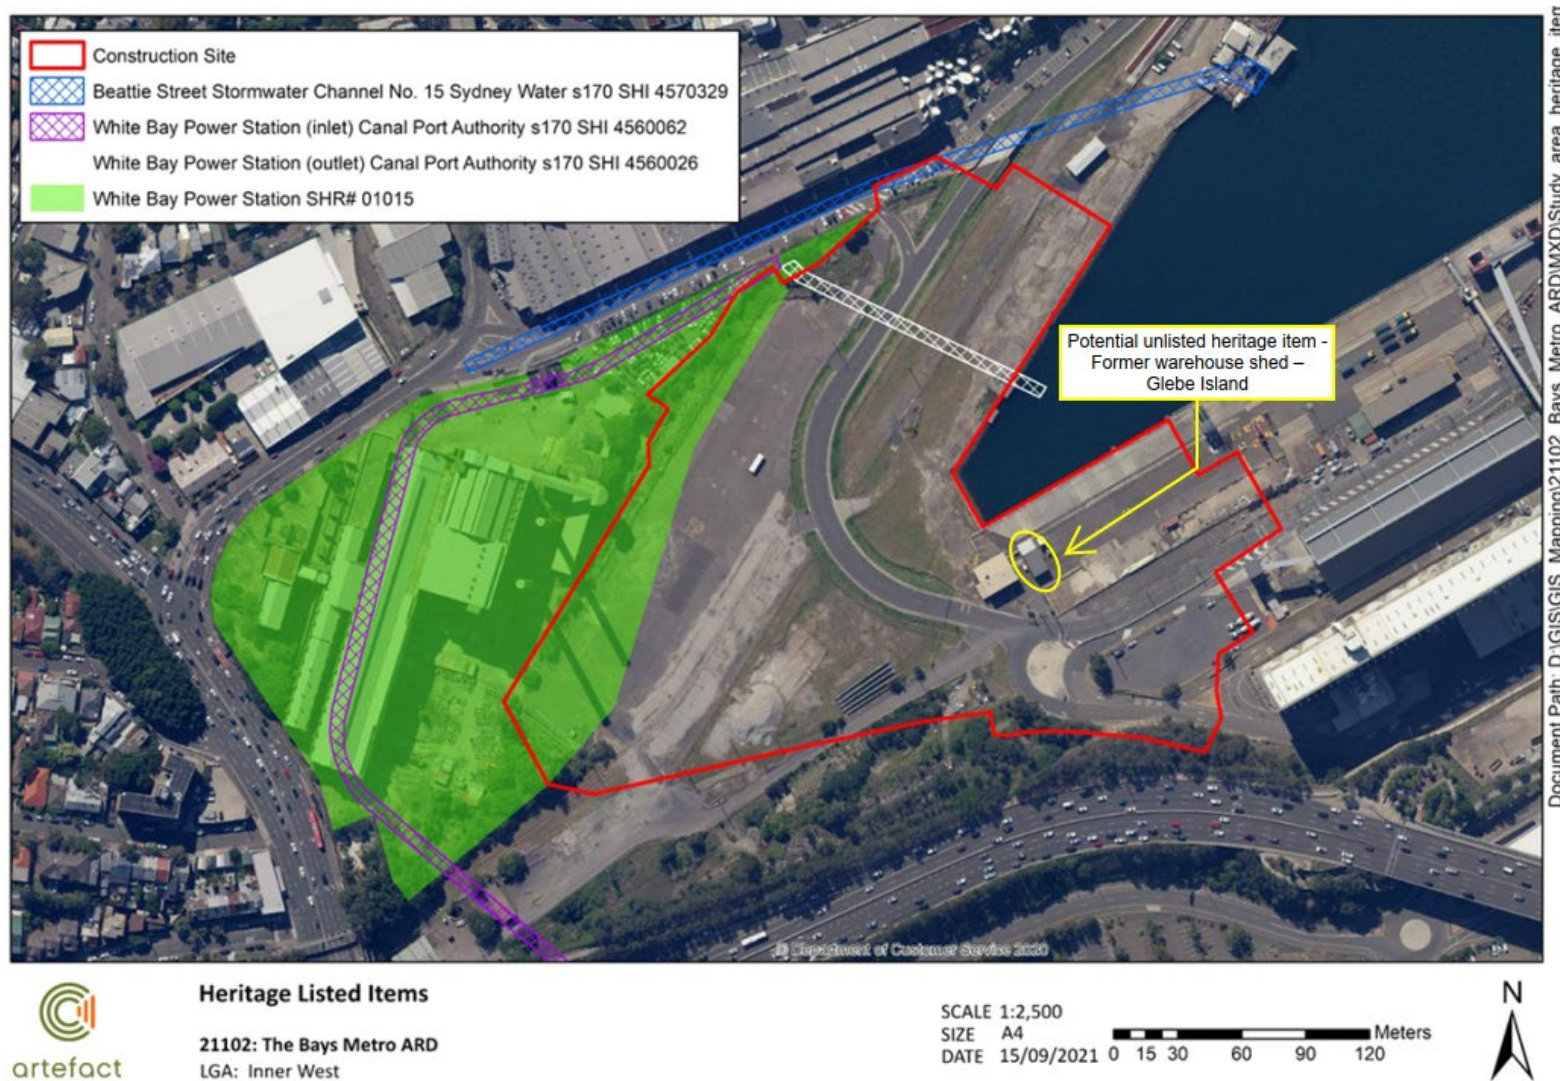 Construction Site
Beattie Street Stormwater Channel No. 15 Sydney Water s170 SHI 4570329
White Bay Power Station (inlet) Canal Port Authority s170 SHI 4560062
White Bay Power Station (outlet) Canal Port Authority s170 SHI 4560026
White Bay Power Station SHR# 01015
Potential unlisted heritage item -
Former warehouse shed –
Glebe Island
Document Path: D:\GIS\GIS_Mapping\21102_Bays_Metro_ARD\MXD\Study_area_heritage_item
© Department of Customer Service 2020
artefact
Heritage Listed Items
21102: The Bays Metro ARD
LGA: Inner West
SCALE 1:2,500
SIZE A4
DATE 15/09/2021
0 15 30 60 90 120
Meters
N